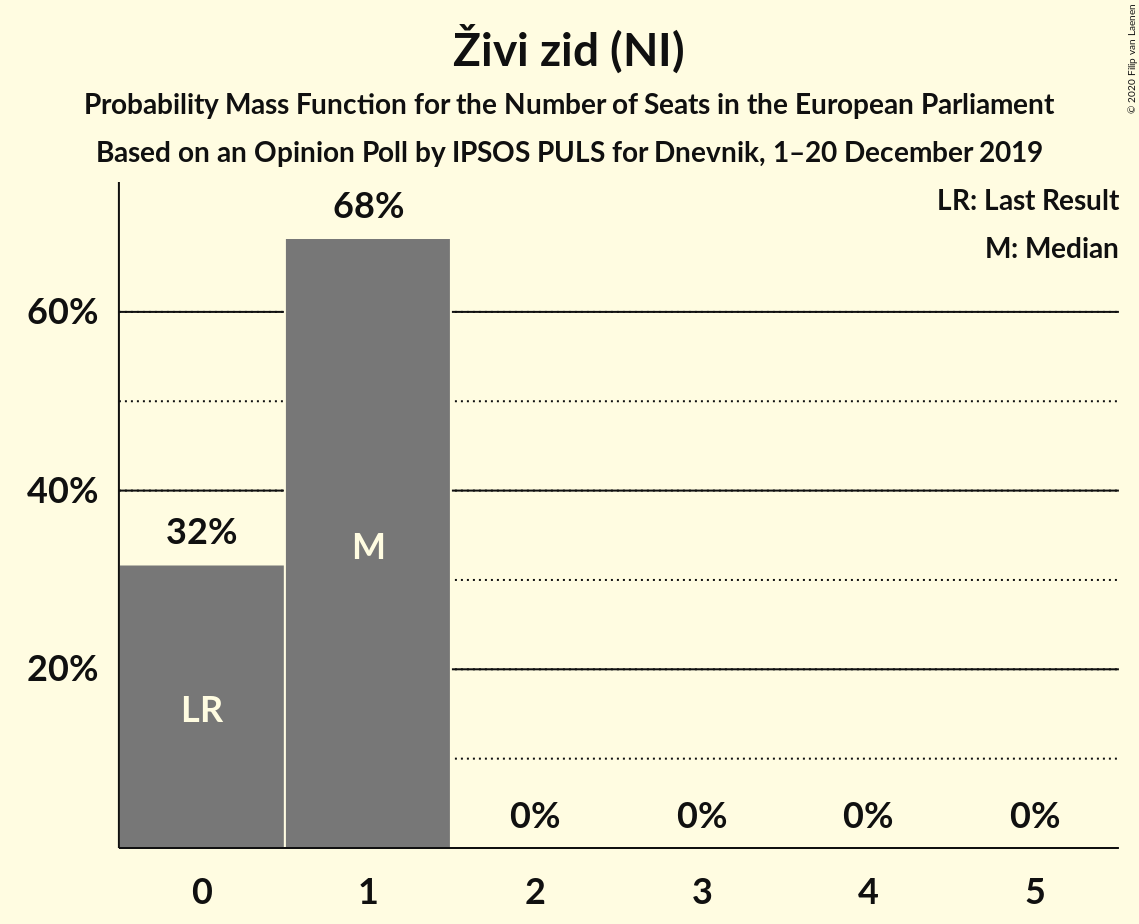 Živi zid (NI)
Probability Mass Function for the Number of Seats in the European Parliament
Based on an Opinion Poll by IPSOS PULS for Dnevnik, 1–20 December 2019
© 2020 Filip van Laenen
LR: Last Result
M: Median
68%
60%
40%
32%
M
20%
LR
0%
0%
0%
0%
0
1
2
3
4
5